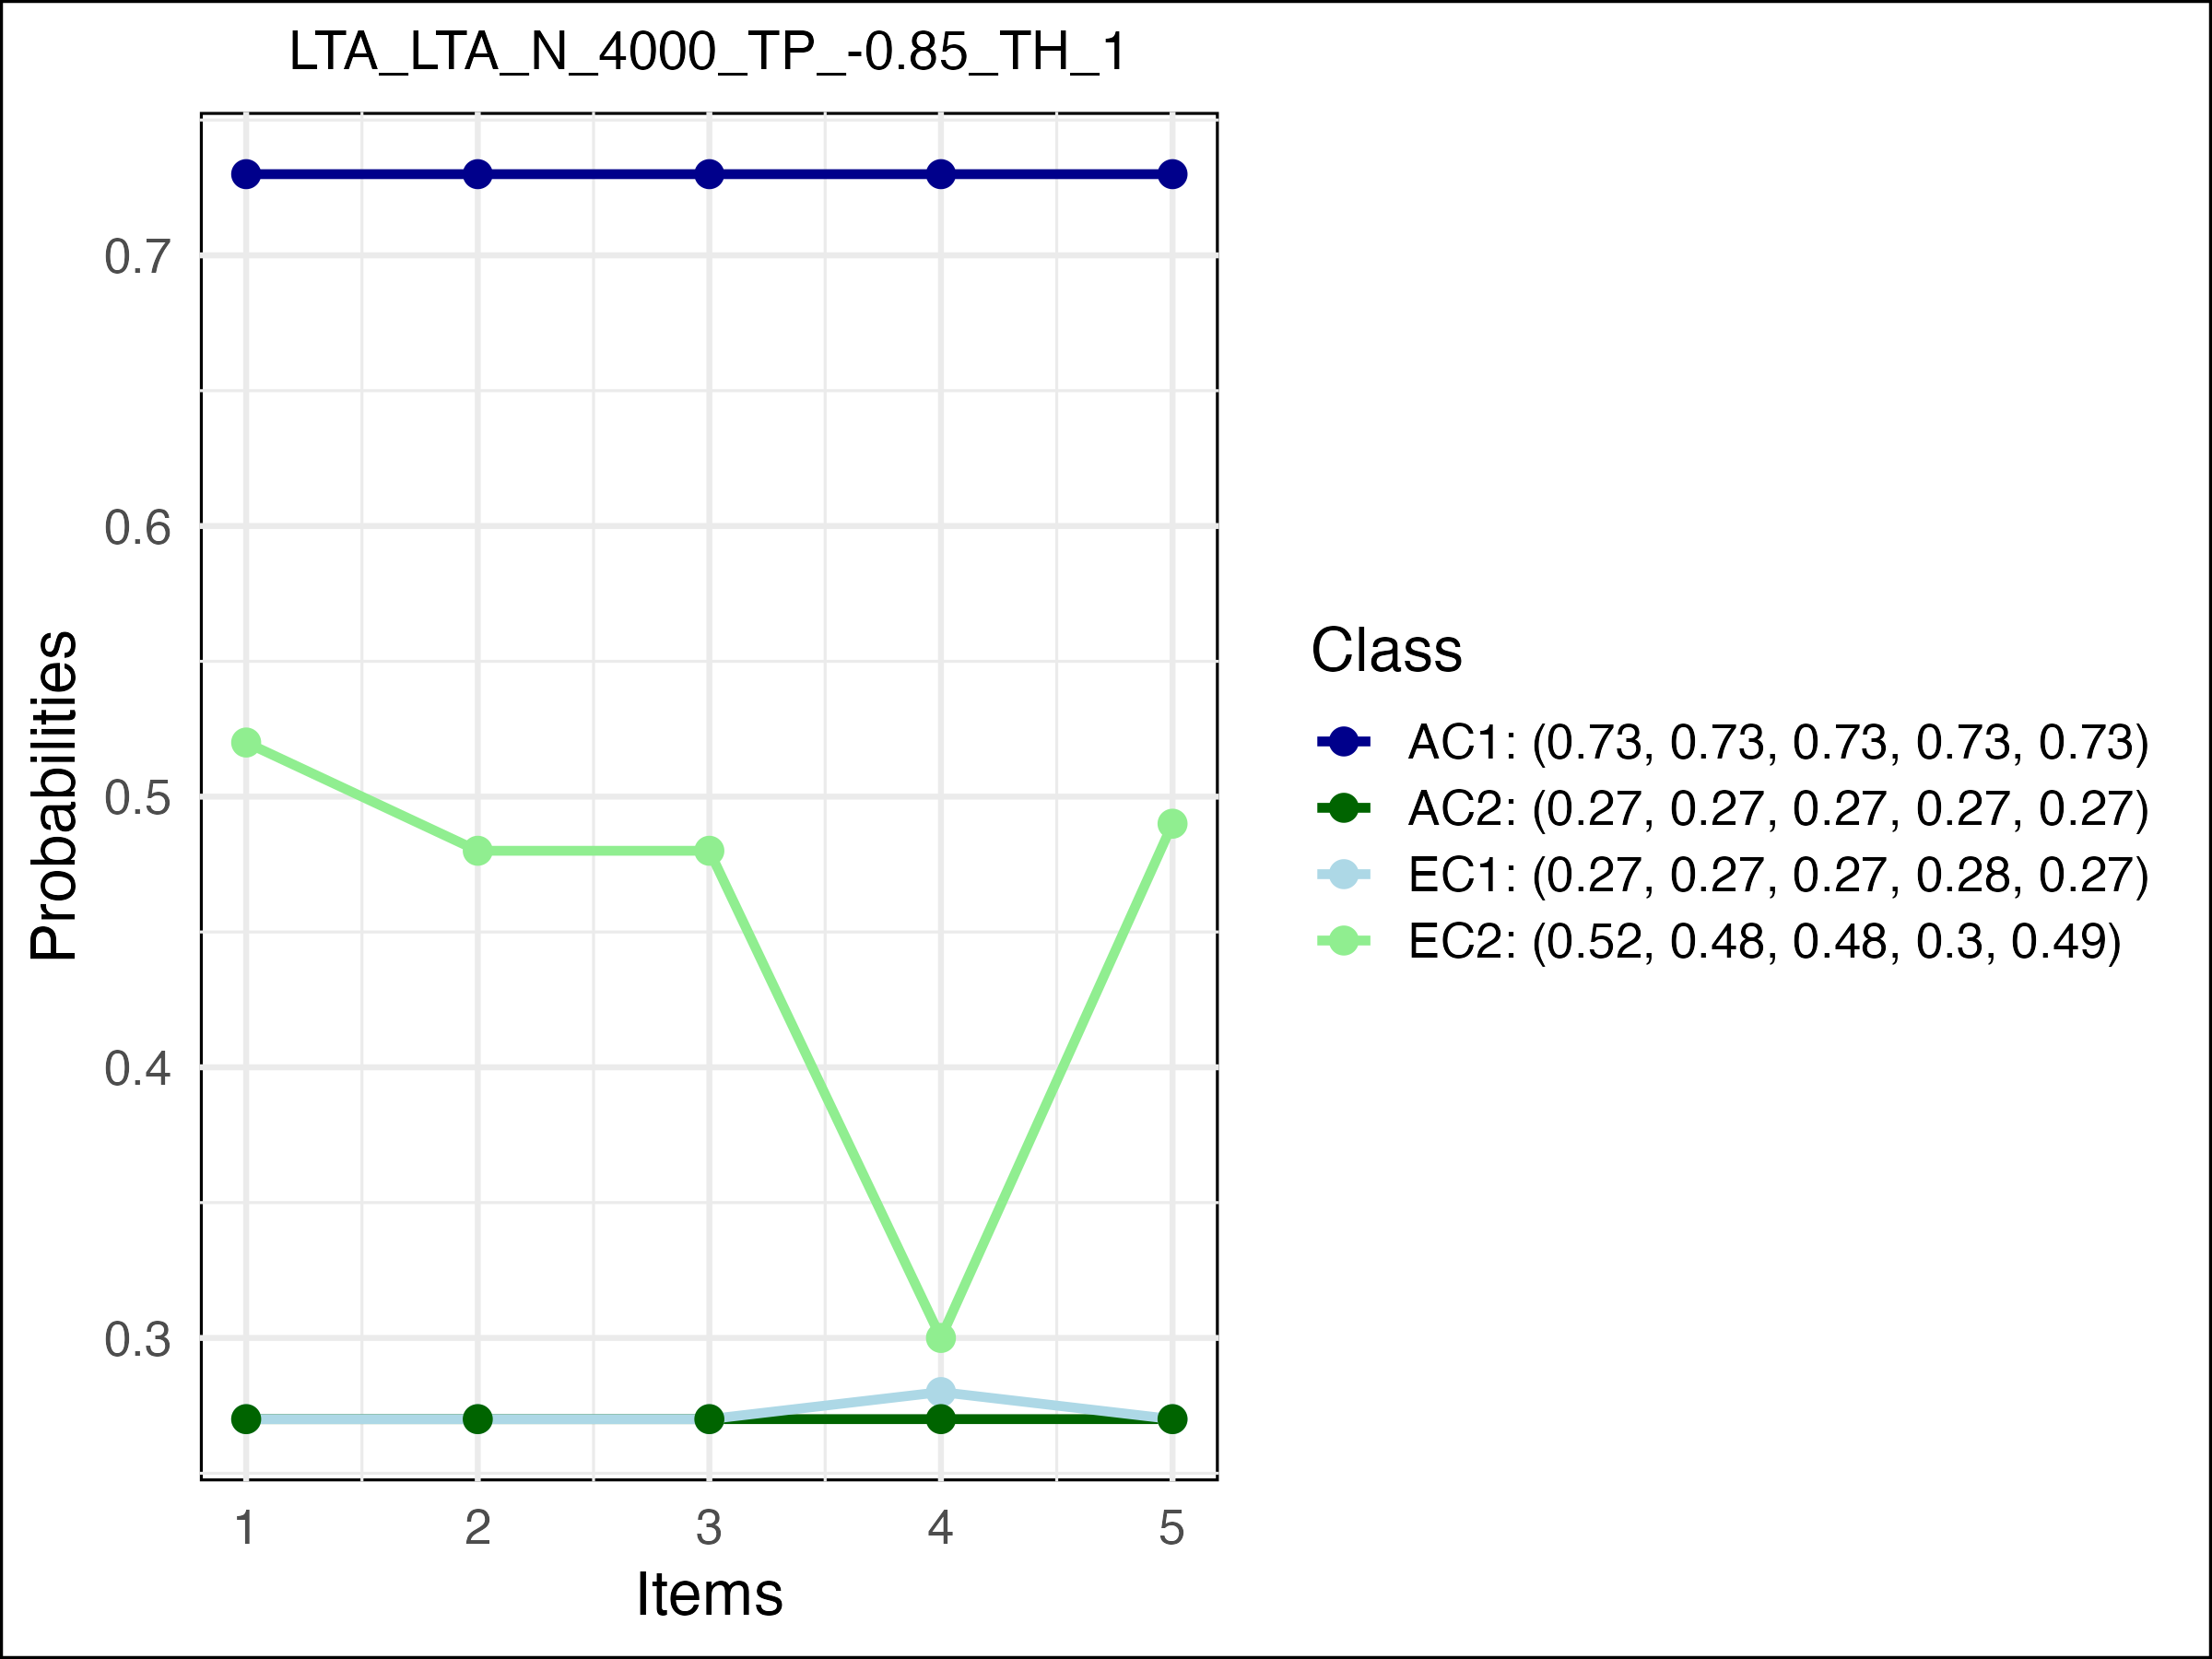 LTA_LTA_N_4000_TP_-0.85_TH_1
Probabilities
0.7
0.6
0.5
0.4
0.3
1 2 3 4 5
Items
Class
AC1: (0.73, 0.73, 0.73, 0.73, 0.73)
AC2: (0.27, 0.27, 0.27, 0.27, 0.27)
EC1: (0.27, 0.27, 0.27, 0.28, 0.27)
EC2: (0.52, 0.48, 0.48, 0.3, 0.49)